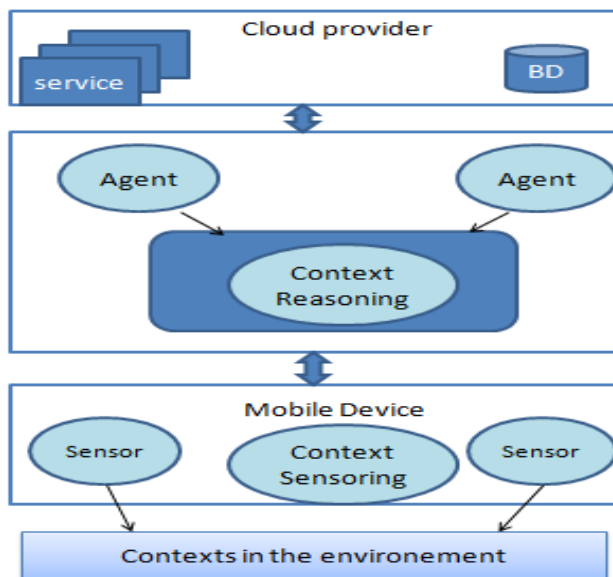 Cloud provider
service
BD
Agent
Agent
Context
Reasoning
Mobile Device
Sensor
Context
Sensoring
Sensor
Contexts in the environement